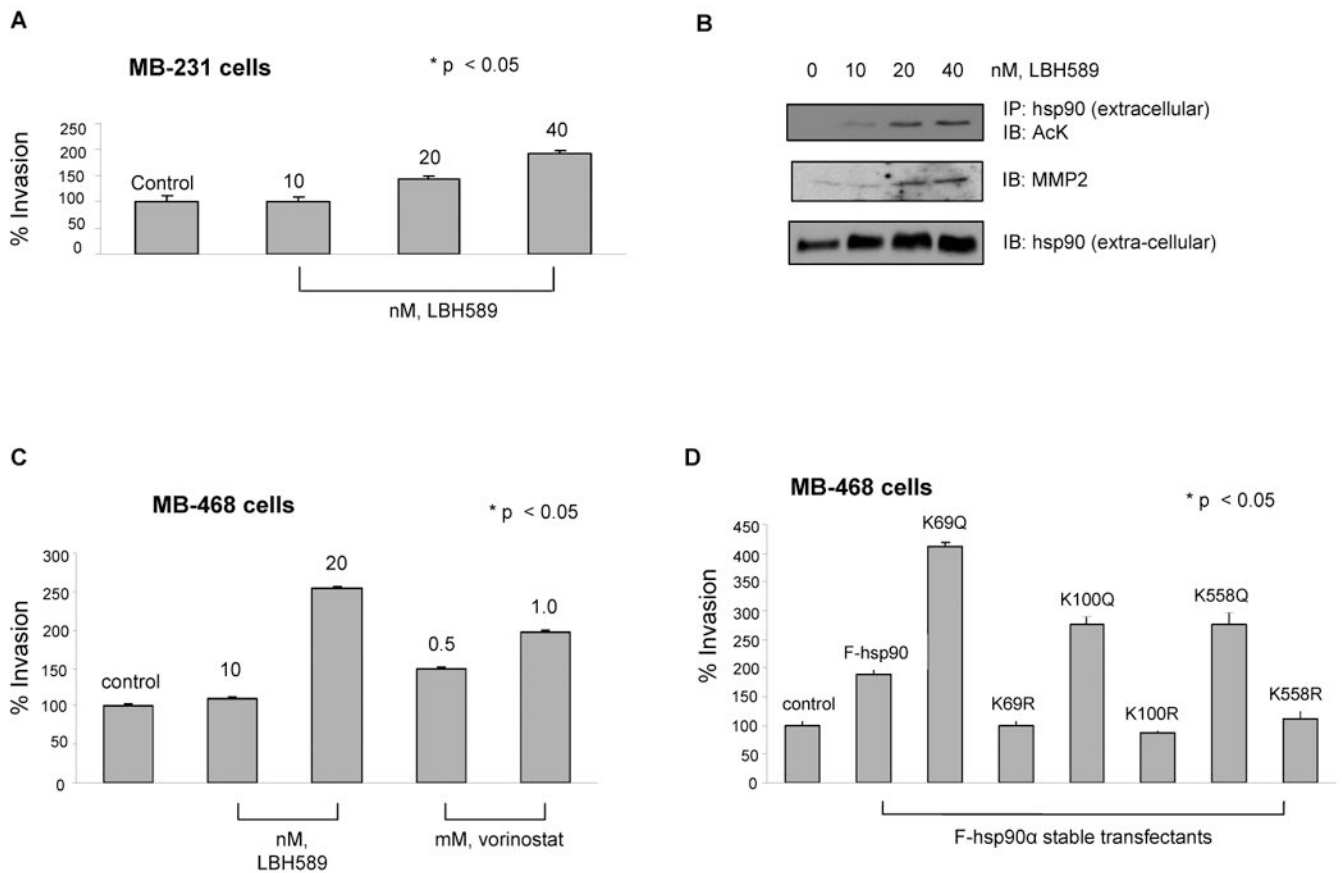 A
MB-231 cells
* p < 0.05
% Invasion
250
200
150
100
50
0
Control
10
20
40
nM, LBH589
B
0 10 20 40 nM, LBH589
IP: hsp90 (extracellular)
IB: AcK
IB: MMP2
IB: hsp90 (extra-cellular)
C
MB-468 cells
* p < 0.05
% Invasion
300
250
200
150
100
50
0
control
10
20
0.5
1.0
nM,
LBH589
mM, vorinostat
D
MB-468 cells
* p < 0.05
% Invasion
450
400
350
300
250
200
150
100
50
0
control
F-hsp90
K69Q
K69R
K100Q
K100R
K558Q
K558R
F-hsp90α stable transfectants